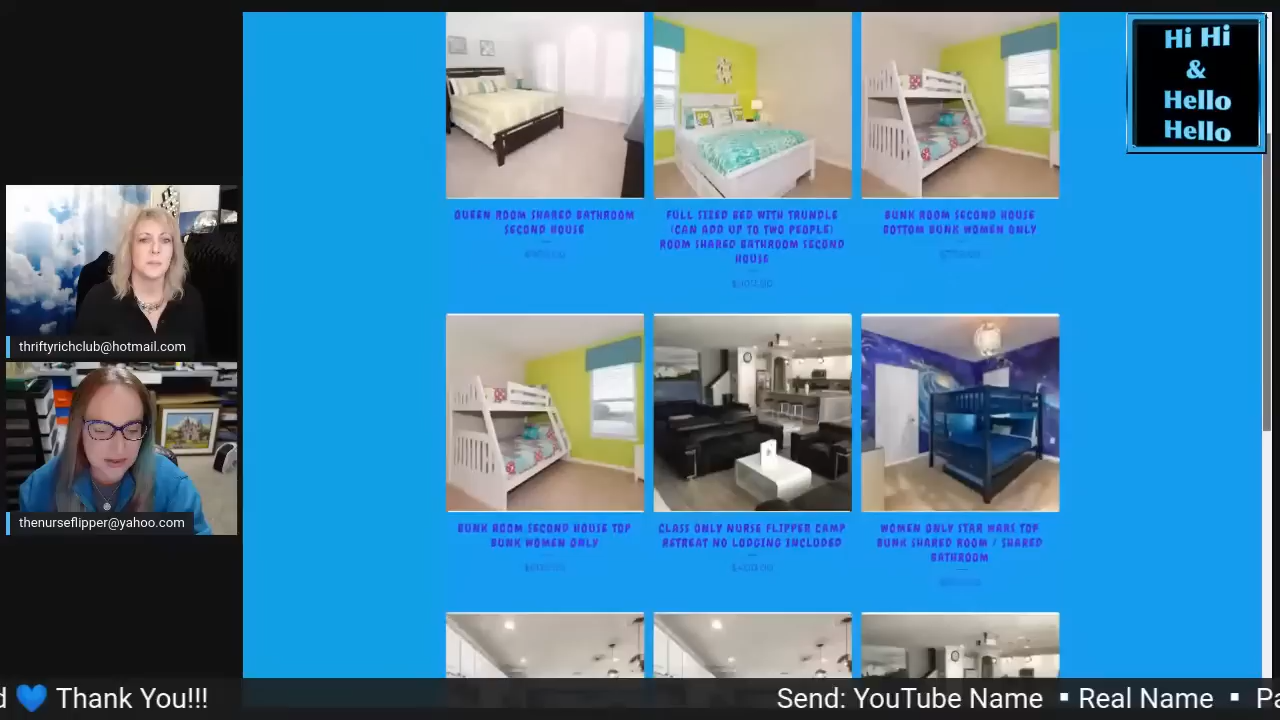 Hi Hi
&
Hello
Hello
QUEEN ROOM SHARED BATHROOM
SECOND HOUSE
FULL SIZED BED WITH TRUNDLE
(CAN ADD UP TO TWO PEOPLE)
ROOM SHARED BATHROOM SECOND
HOUSE
BUNK ROOM SECOND HOUSE
BOTTOM BUNK WOMEN ONLY
thriftyrichclub@hotmail.com
thenurseflipper@yahoo.com
BUNK ROOM SECOND HOUSE TOP
BUNK WOMEN ONLY
CLASS ONLY NURSE FLIPPER CAMP
RETREAT NO LODGING INCLUDED
WOMEN ONLY STAR WARS TOP
BUNK SHARED ROOM / SHARED
BATHROOM
d 💙 Thank You!!! Send: YouTube Name ▪ Real Name ▪ Pa